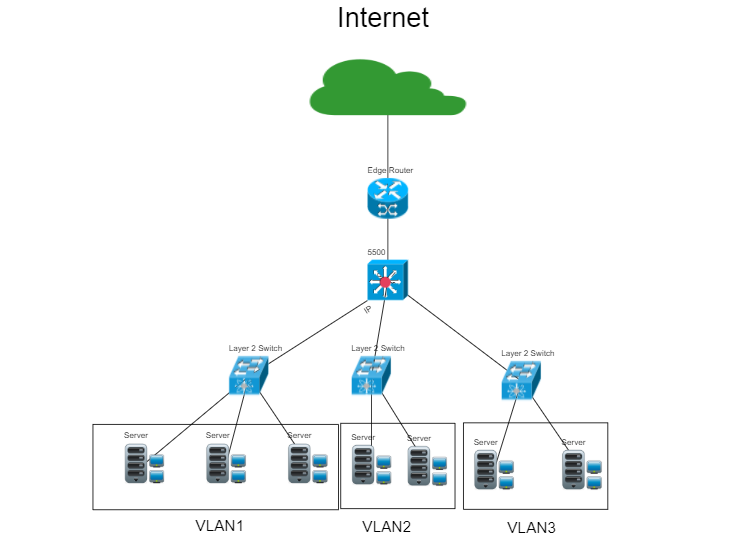 Internet
Edge Router
5500
IP
Layer 2 Switch
Layer 2 Switch
Layer 2 Switch
Server
Server
Server
Server
Server
Server
Server
VLAN1
VLAN2
VLAN3